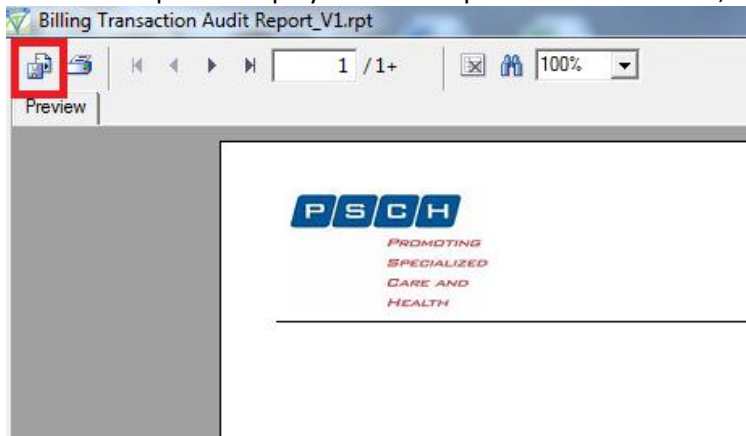 Billing Transaction Audit Report_V1.rpt
1 /1+ 100%
Preview
PSCH
PROMOTING
SPECIALIZED
CARE AND
HEALTH